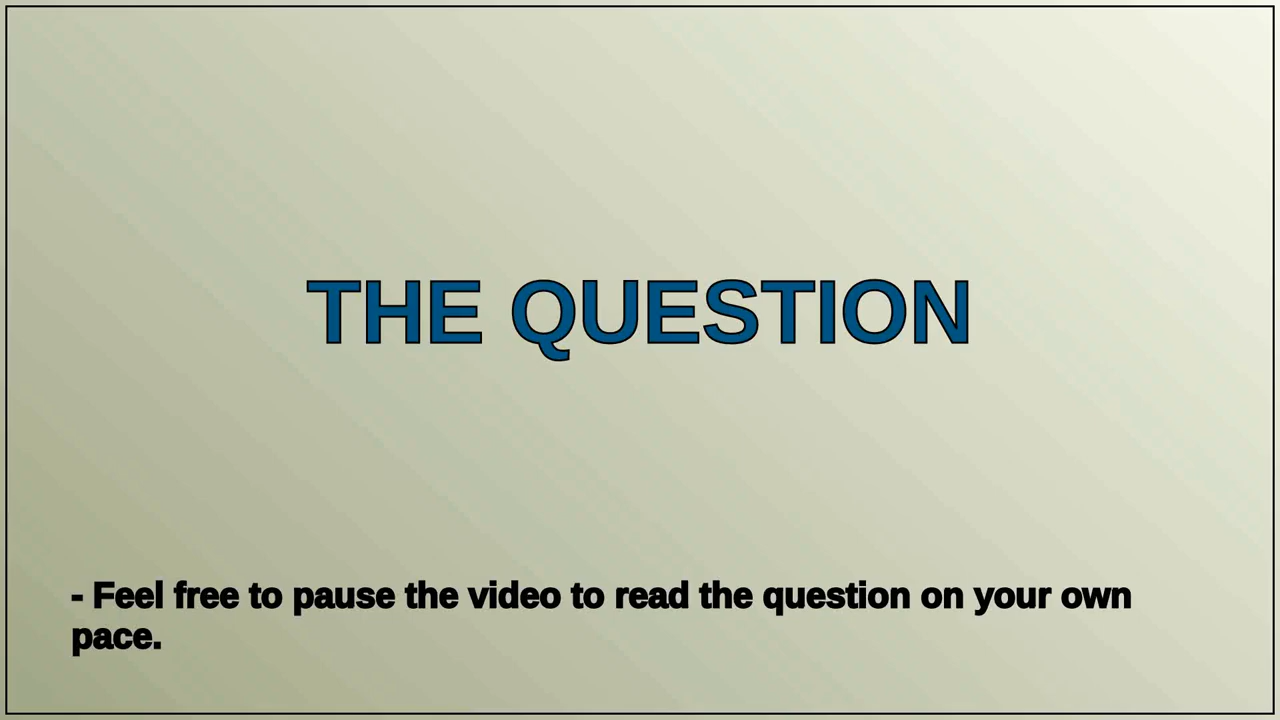 THE QUESTION
- Feel free to pause the video to read the question on your own
pace.